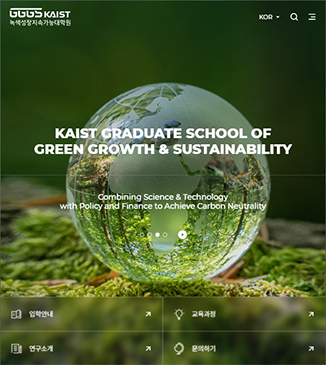 GGGS KAIST
녹색성장지속가능대학원
KOR
KAIST GRADUATE SCHOOL OF
GREEN GROWTH & SUSTAINABILITY
Combining Science & Technology
with Policy and Finance to Achieve Carbon Neutrality
입학안내
교육과정
연구소개
문의하기